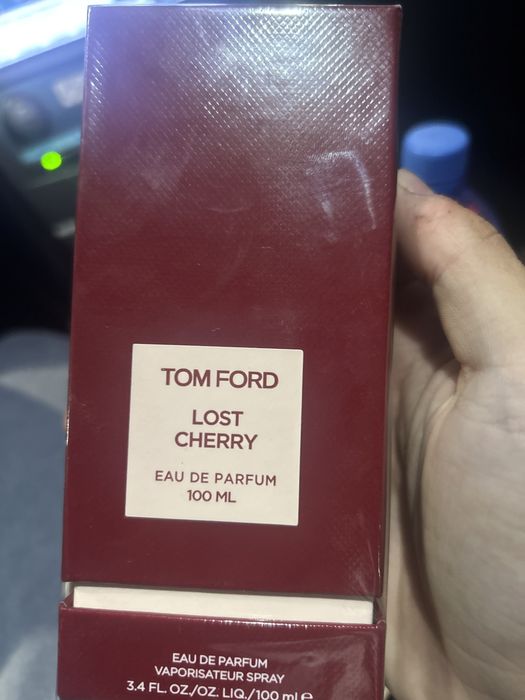 TOM FORD
LOST
CHERRY
EAU DE PARFUM
100 ML
EAU DE PARFUM
VAPORISATEUR SPRAY
3.4 FL. OZ./OZ. LIQ./100 ml ℮